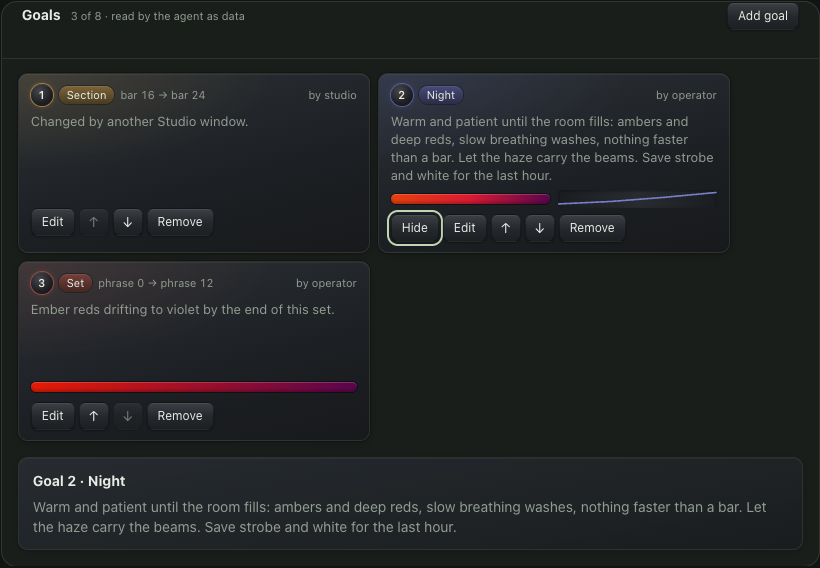 Goals 3 of 8 · read by the agent as data
Add goal
1 Section bar 16 → bar 24 by studio
Changed by another Studio window.
Edit ↑ ↓ Remove
2 Night by operator
Warm and patient until the room fills: ambers and
deep reds, slow breathing washes, nothing faster
than a bar. Let the haze carry the beams. Save strobe
and white for the last hour.
Hide Edit ↑ ↓ Remove
3 Set phrase 0 → phrase 12 by operator
Ember reds drifting to violet by the end of this set.
Edit ↑ ↓ Remove
Goal 2 · Night
Warm and patient until the room fills: ambers and deep reds, slow breathing washes, nothing faster than a bar. Let
the haze carry the beams. Save strobe and white for the last hour.